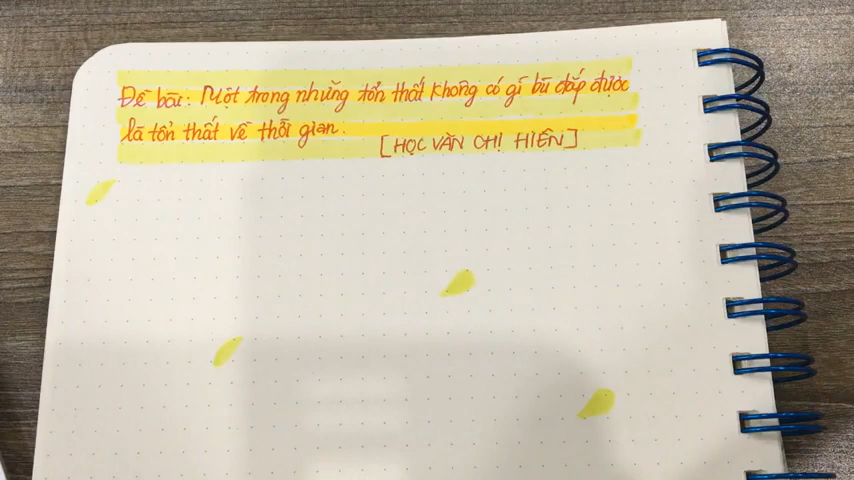 Đề bài: Một trong những tổn thất không có gì bù đắp được
là tổn thất về thời gian.
[HỌC VĂN CHỊ HIÊN]